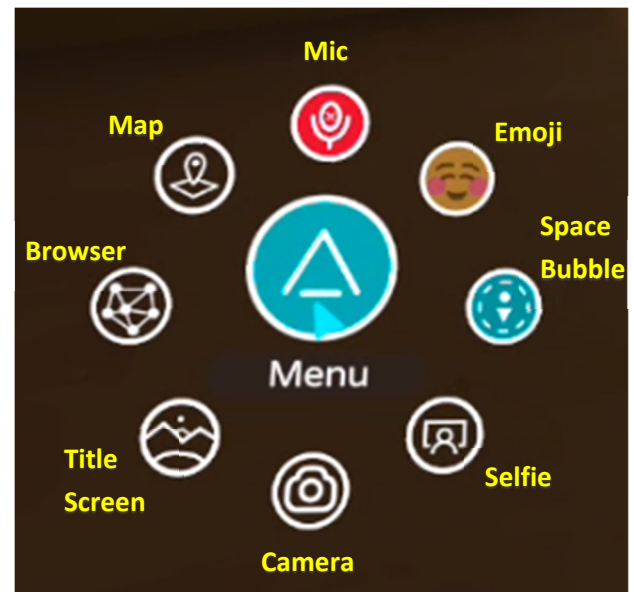 Mic
Map
Emoji
Space
Bubble
Browser
Menu
Title
Screen
Selfie
Camera